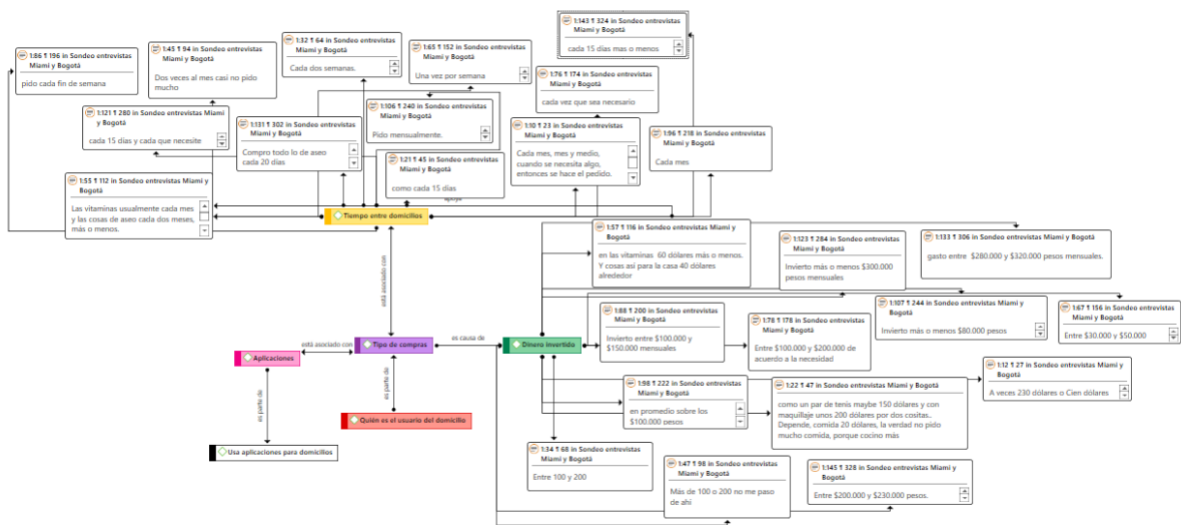 1:143 ¶ 324 in Sondeo entrevistas
Miami y Bogotá
cada 15 días mas o menos
1:86 ¶ 196 in Sondeo entrevistas
Miami y Bogotá
pido cada fin de semana
1:45 ¶ 94 in Sondeo entrevistas
Miami y Bogotá
Dos veces al mes casi no pido
mucho
1:32 ¶ 64 in Sondeo entrevistas
Miami y Bogotá
Cada dos semanas.
1:65 ¶ 152 in Sondeo entrevistas
Miami y Bogotá
Una vez por semana
1:76 ¶ 174 in Sondeo entrevistas
Miami y Bogotá
cada vez que sea necesario
1:121 ¶ 280 in Sondeo entrevistas Miami
y Bogotá
cada 15 días y cada que necesite
1:131 ¶ 302 in Sondeo entrevistas
Miami y Bogotá
Compro todo lo de aseo
cada 20 días
1:106 ¶ 240 in Sondeo entrevistas
Miami y Bogotá
Pido mensualmente.
1:10 ¶ 23 in Sondeo entrevistas
Miami y Bogotá
Cada mes, mes y medio,
cuando se necesita algo,
entonces se hace el pedido.
1:96 ¶ 218 in Sondeo entrevistas
Miami y Bogotá
Cada mes
1:21 ¶ 45 in Sondeo entrevistas
Miami y Bogotá
como cada 15 días
1:55 ¶ 112 in Sondeo entrevistas Miami y
Bogotá
Las vitaminas usualmente cada mes
y las cosas de aseo cada dos meses,
más o menos.
Tiempo entre domicilios
está asociado con
1:57 ¶ 116 in Sondeo entrevistas Miami y
Bogotá
en las vitaminas 60 dólares más o menos.
Y cosas así para la casa 40 dólares
alrededor
1:123 ¶ 284 in Sondeo entrevistas
Miami y Bogotá
Invierto más o menos $300.000
pesos mensuales
1:133 ¶ 306 in Sondeo entrevistas Miami y Bogotá
gasto entre $280.000 y $320.000 pesos mensuales.
1:88 ¶ 200 in Sondeo entrevistas
Miami y Bogotá
Invierto entre $100.000 y
$150.000 mensuales
1:78 ¶ 178 in Sondeo entrevistas
Miami y Bogotá
Entre $100.000 y $200.000 de
acuerdo a la necesidad
1:107 ¶ 244 in Sondeo entrevistas Miami y
Bogotá
Invierto más o menos $80.000 pesos
1:67 ¶ 156 in Sondeo entrevistas
Miami y Bogotá
Entre $30.000 y $50.000
Aplicaciones
está asociado con
Tipo de compras
es causa de
Dinero invertido
1:12 ¶ 27 in Sondeo entrevistas Miami y
Bogotá
A veces 230 dólares o Cien dólares
es parte de
es parte de
1:98 ¶ 222 in Sondeo entrevistas
Miami y Bogotá
en promedio sobre los
$100.000 pesos
1:22 ¶ 47 in Sondeo entrevistas Miami y Bogotá
como un par de tenis maybe 150 dólares y con
maquillaje unos 200 dólares por dos cositas..
Depende, comida 20 dólares, la verdad no pido
mucho comida, porque cocino más
Quién es el usuario del domicilio
Usa aplicaciones para domicilios
1:34 ¶ 68 in Sondeo entrevistas
Miami y Bogotá
Entre 100 y 200
1:47 ¶ 98 in Sondeo entrevistas
Miami y Bogotá
Más de 100 o 200 no me paso
de ahí
1:145 ¶ 328 in Sondeo entrevistas Miami y
Bogotá
Entre $200.000 y $230.000 pesos.